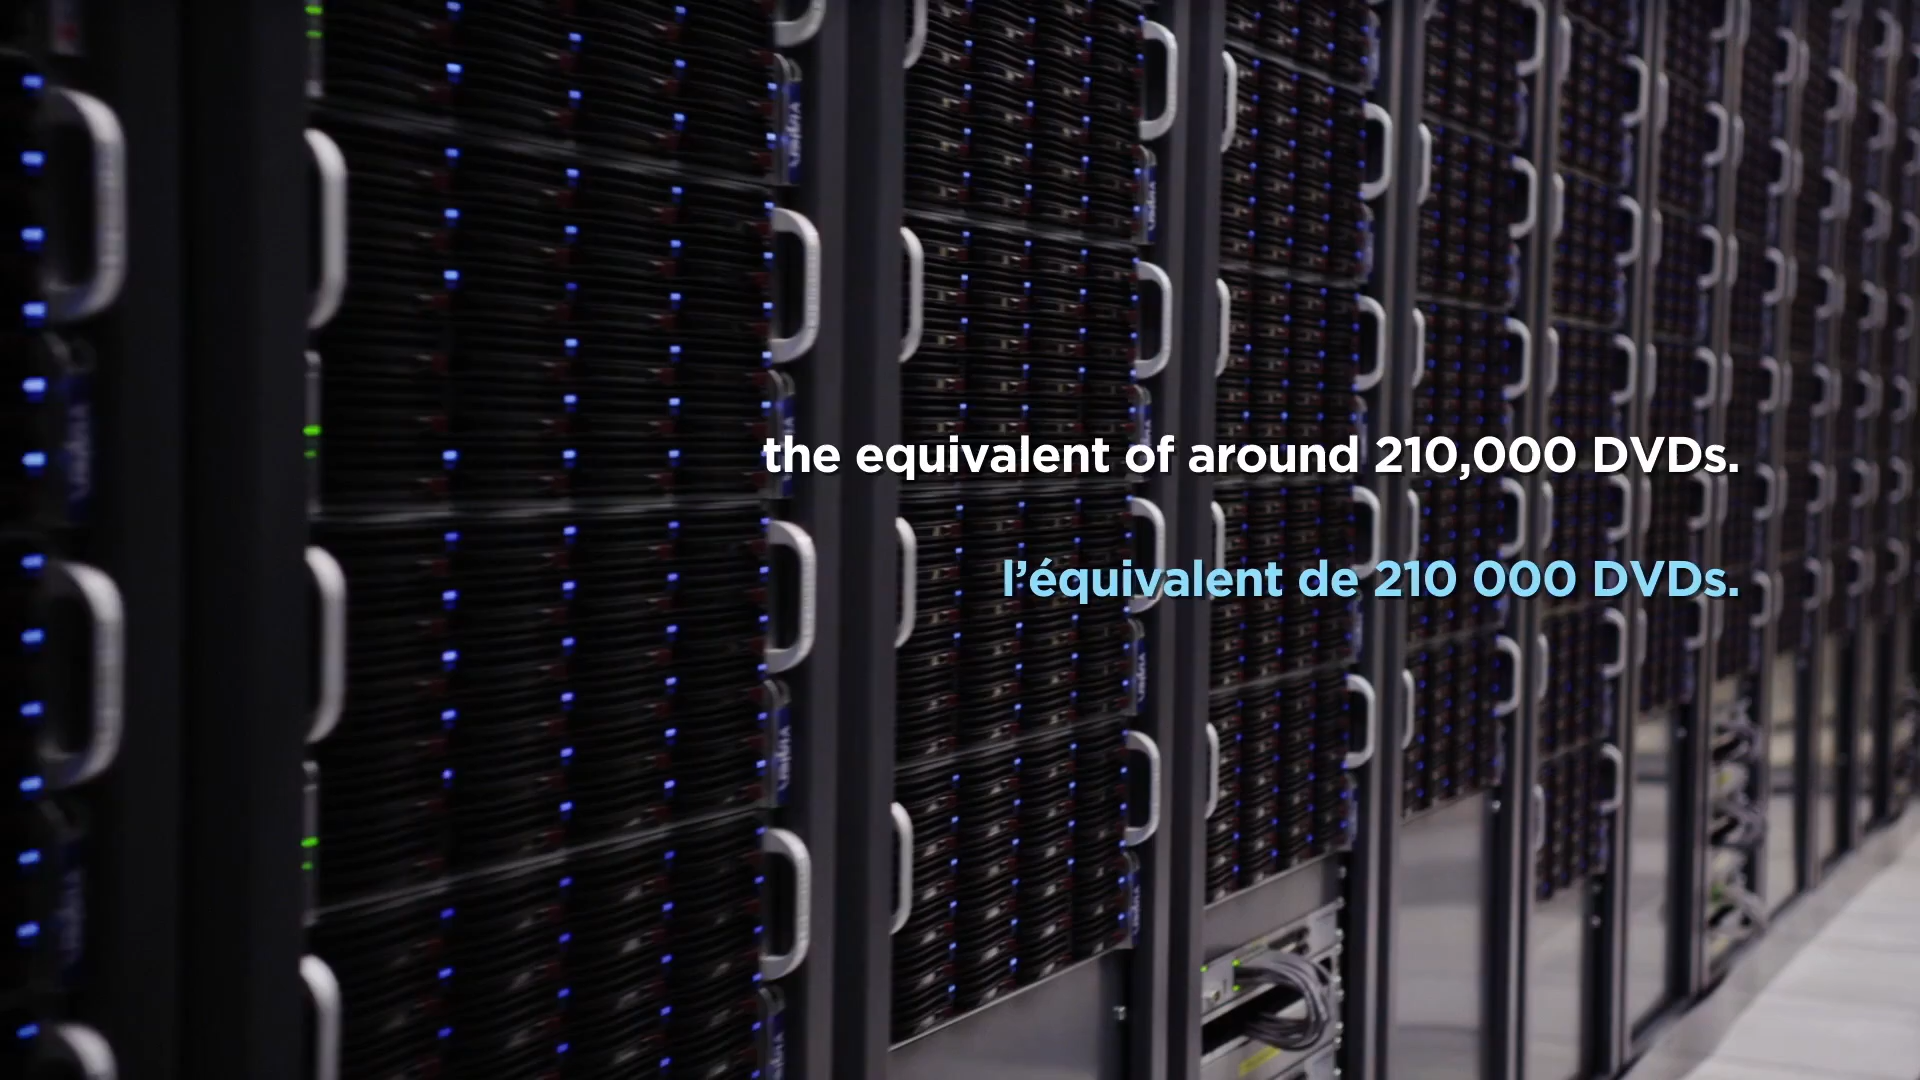 the equivalent of around 210,000 DVDs.
l’équivalent de 210 000 DVDs.